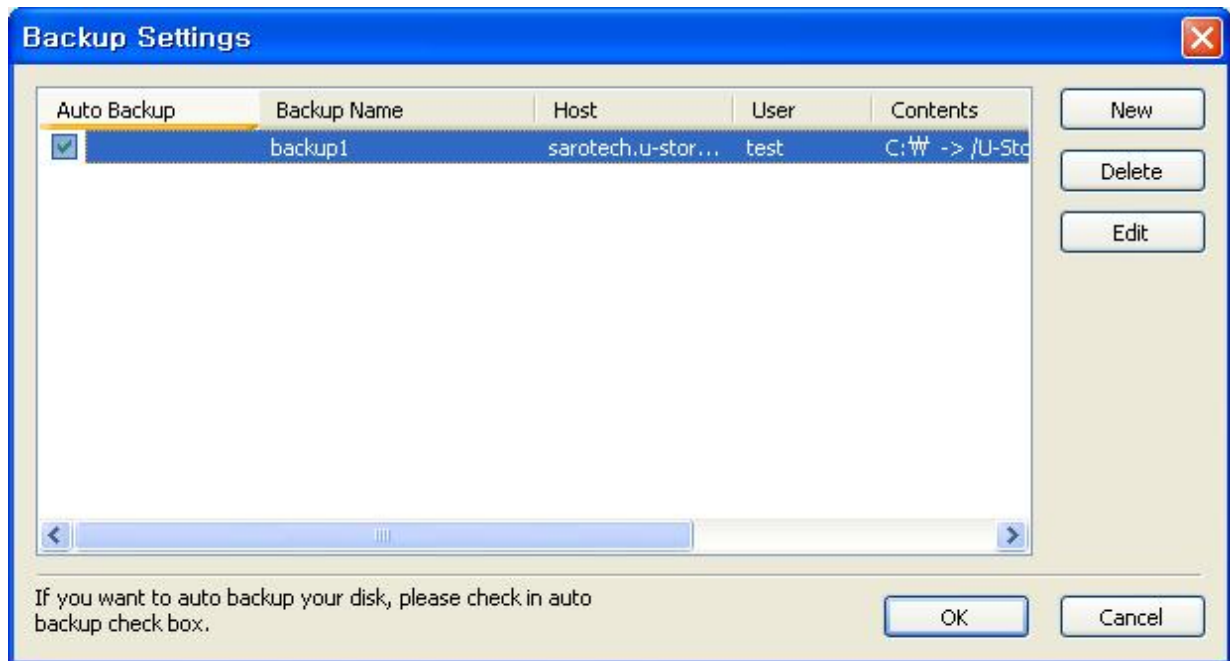 Backup Settings
Auto Backup Backup Name Host User Contents
backup1 sarotech.u-stor... test C:₩ -> /U-Sto
New
Delete
Edit
If you want to auto backup your disk, please check in auto
backup check box.
OK Cancel